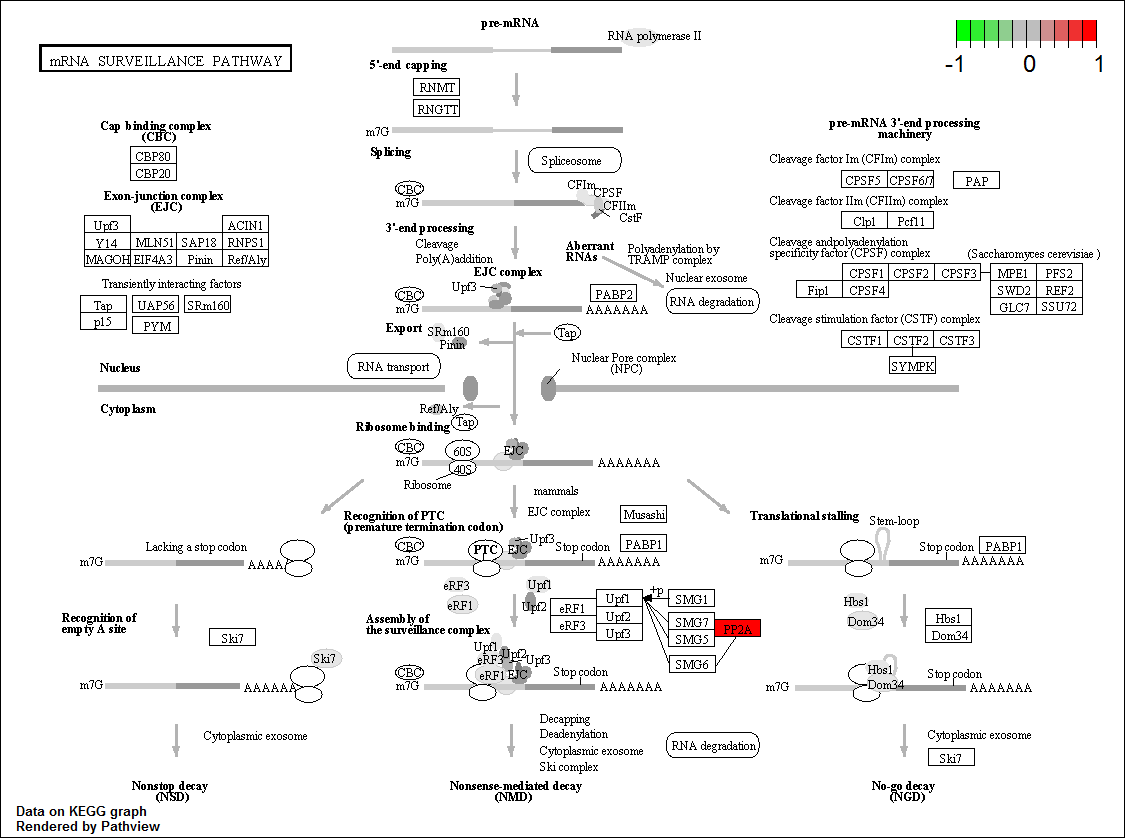 pre-mRNA
RNA polymerase II
mRNA SURVEILLANCE PATHWAY
-1 0 1
5'-end capping
RNMT
RNGTT
m7G
Cap binding complex
(CBC)
CBP80
CBP20
Splicing
Spliceosome
pre-mRNA 3'-end processing
machinery
Cleavage factor Im (CFIm) complex
CPSF5 CPSF6/7 PAP
Cleavage factor IIm (CFIIm) complex
Clp1 Pcf11
Cleavage andpolyadenylation
specificity factor (CPSF) complex
(Saccharomyces cerevisiae )
CPSF1 CPSF2 CPSF3 MPE1 PFS2
Fip1 CPSF4 SWD2 REF2
GLC7 SSU72
Cleavage stimulation factor (CSTF) complex
CSTF1 CSTF2 CSTF3
SYMPK
Exon-junction complex
(EJC)
Upf3 ACIN1
Y14 MLN51 SAP18 RNPS1
MAGOH EIF4A3 Pinin Ref/Aly
Transiently interacting factors
Tap UAP56 SRm160
p15 PYM
CBC
m7G
CFIm
CPSF
CFIIm
CstF
3'-end processing
Cleavage
Poly(A)addition
Aberrant
RNAs
Polyadenylation by
TRAMP complex
Nuclear exosome
RNA degradation
EJC complex
Upf3
CBC
m7G
PABP2
AAAAAAA
Export
SRm160
Pinin
Tap
RNA transport
Nuclear Pore complex
(NPC)
Nucleus
Cytoplasm
Ref/Aly
Tap
Ribosome binding
CBC
m7G
60S
40S
EJC
AAAAAAA
Ribosome
mammals
EJC complex
Recognition of PTC
(premature termination codon)
Musashi
PABP1
CBC
m7G
PTC
EJC
Upf3
Stop codon
AAAAAAA
Lacking a stop codon
m7G
AAAAA
Translational stalling
Stem-loop
m7G
Stop codon
PABP1
AAAAAAA
eRF3
eRF1
Upf1
Upf2
eRF1
eRF3
Upf1
Upf2
Upf3
+p
SMG1
SMG7
SMG5
SMG6
PP2A
Recognition of
empty A site
Ski7
Assembly of
the surveillance complex
Hbs1
Dom34
Hbs1
Dom34
Ski7
m7G
AAAAAAA
Upf1
Upf2
eRF3
Upf3
eRF1
EJC
CBC
m7G
Stop codon
AAAAAAA
Hbs1
Dom34
m7G
Stop codon
AAAAAAA
Cytoplasmic exosome
Decapping
Deadenylation
Cytoplasmic exosome
Ski complex
RNA degradation
Cytoplasmic exosome
Ski7
Nonstop decay
(NSD)
Nonsense-mediated decay
(NMD)
No-go decay
(NGD)
Data on KEGG graph
Rendered by Pathview